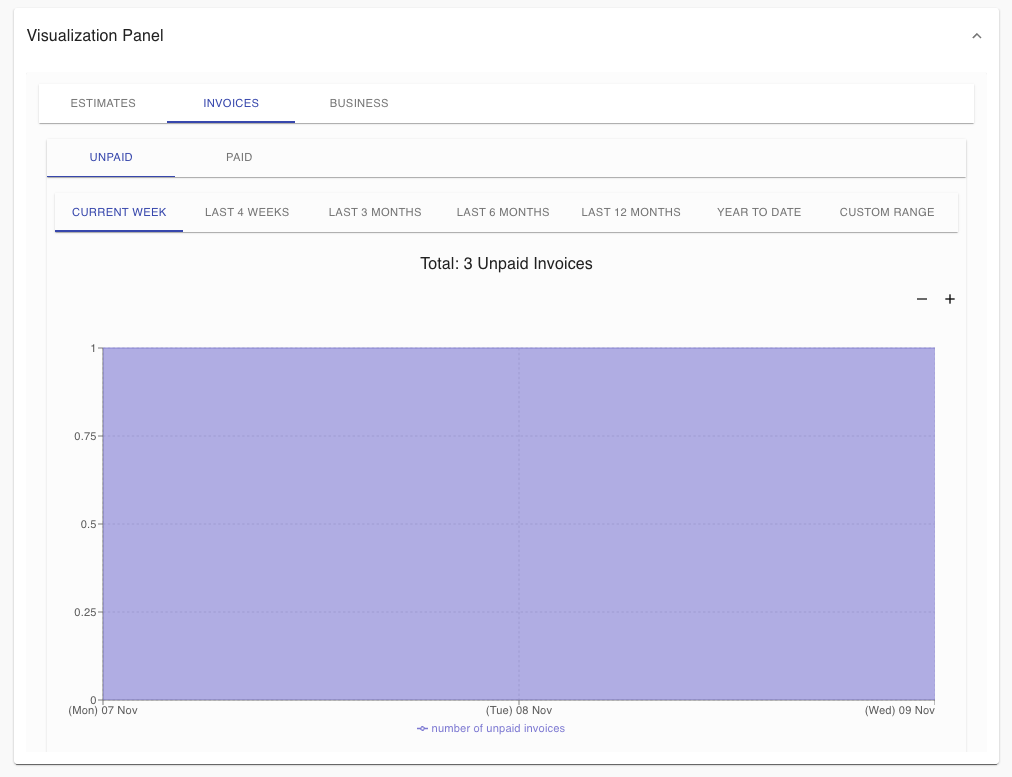 Visualization Panel
ESTIMATES INVOICES BUSINESS
UNPAID PAID
CURRENT WEEK LAST 4 WEEKS LAST 3 MONTHS LAST 6 MONTHS LAST 12 MONTHS YEAR TO DATE CUSTOM RANGE
Total: 3 Unpaid Invoices
− +
1
0.75
0.5
0.25
0
(Mon) 07 Nov (Tue) 08 Nov (Wed) 09 Nov
number of unpaid invoices